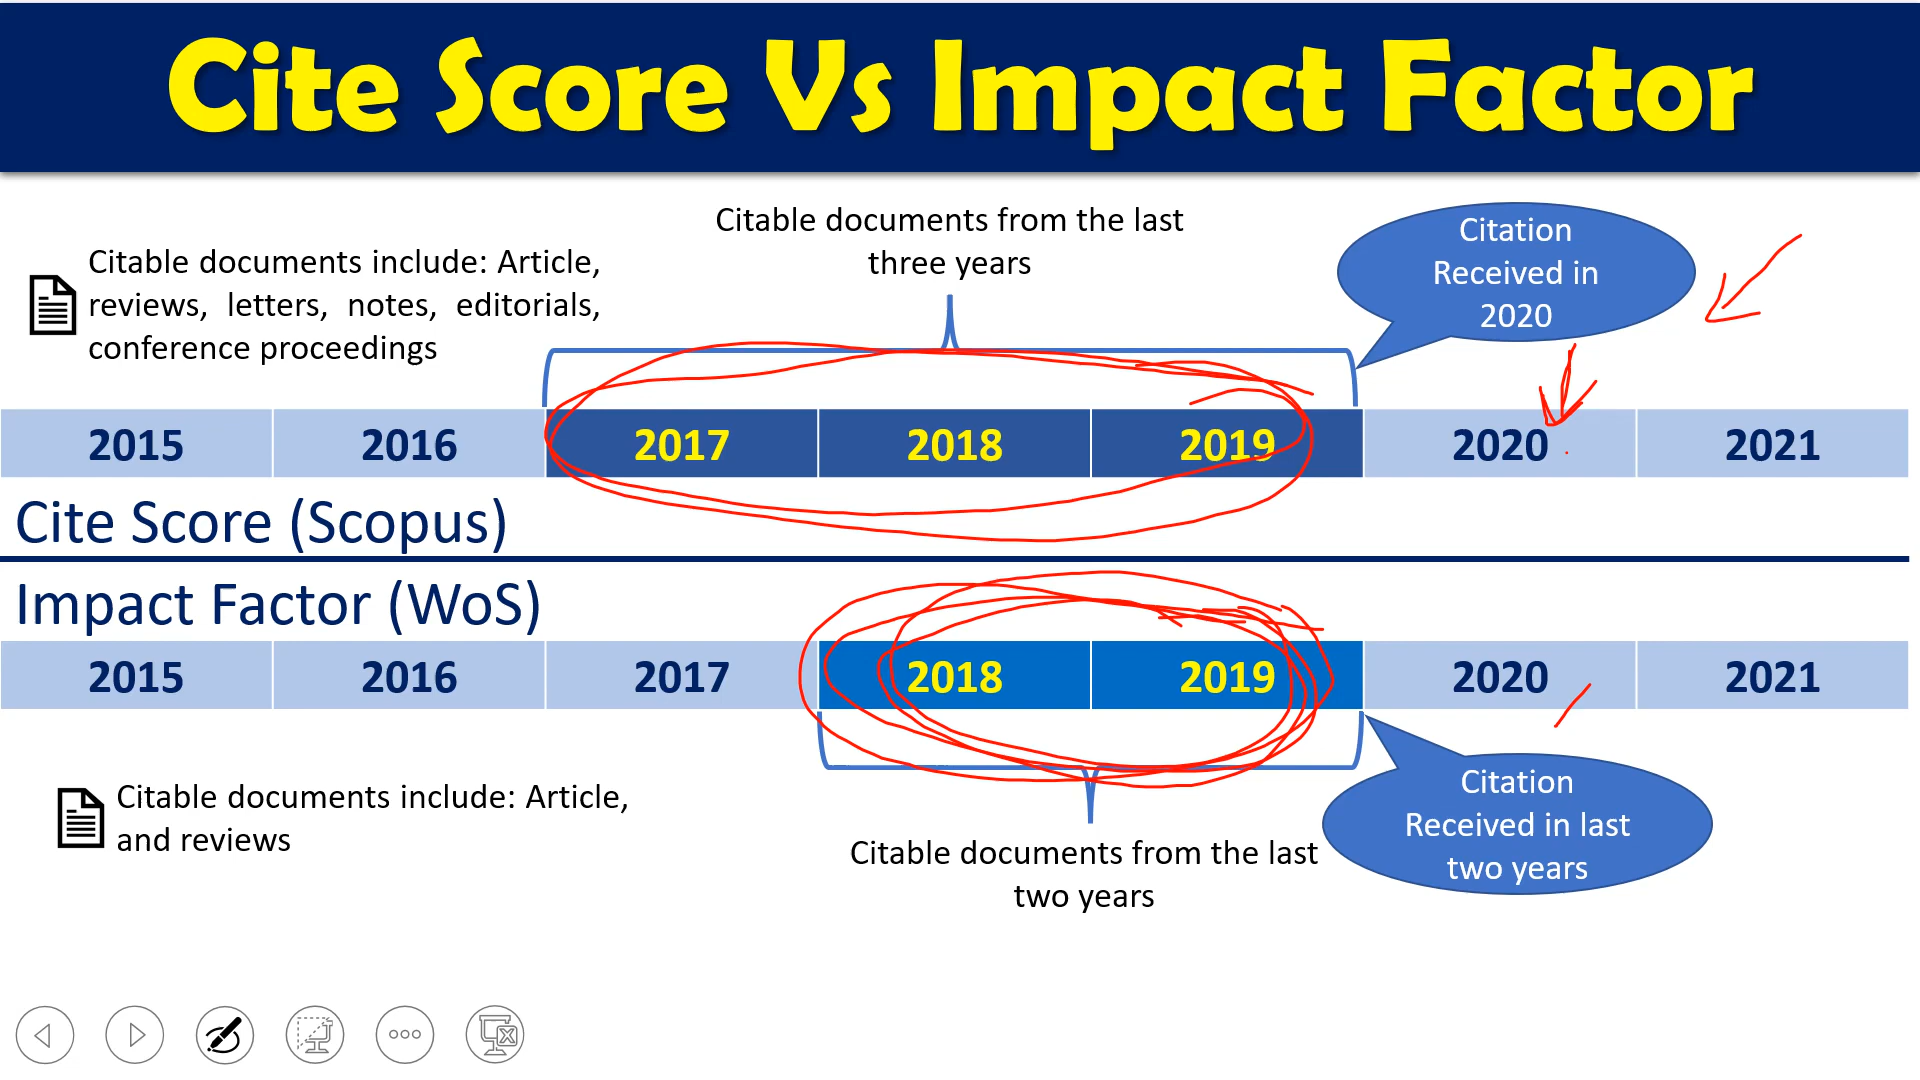 Cite Score Vs Impact Factor
Citable documents from the last
three years
Citation
Received in
2020
Citable documents include: Article,
reviews, letters, notes, editorials,
conference proceedings
2015 2016 2017 2018 2019 2020 2021
Cite Score (Scopus)
Impact Factor (WoS)
2015 2016 2017 2018 2019 2020 2021
Citable documents include: Article,
and reviews
Citable documents from the last
two years
Citation
Received in last
two years